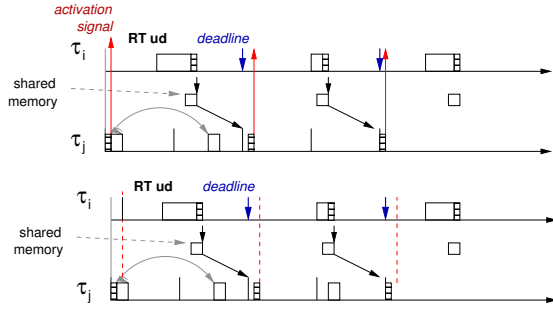 activation
signal
RT ud
deadline
τi
shared
memory
τj
RT ud
deadline
τi
shared
memory
τj